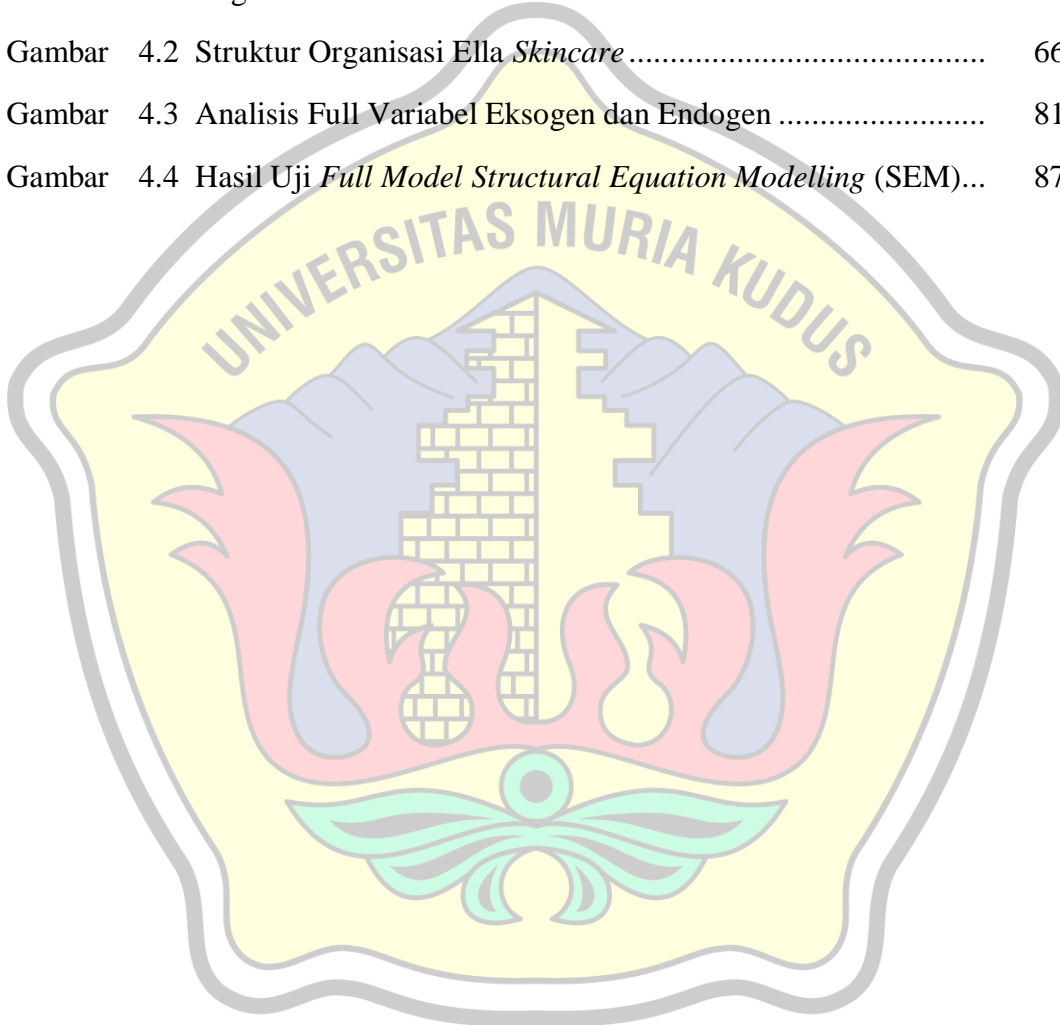 Gambar 4.2 Struktur Organisasi Ella Skincare ........................................ 66
Gambar 4.3 Analisis Full Variabel Eksogen dan Endogen ....................... 81
Gambar 4.4 Hasil Uji Full Model Structural Equation Modelling (SEM)... 87
UNIVERSITAS MURIA KUDUS